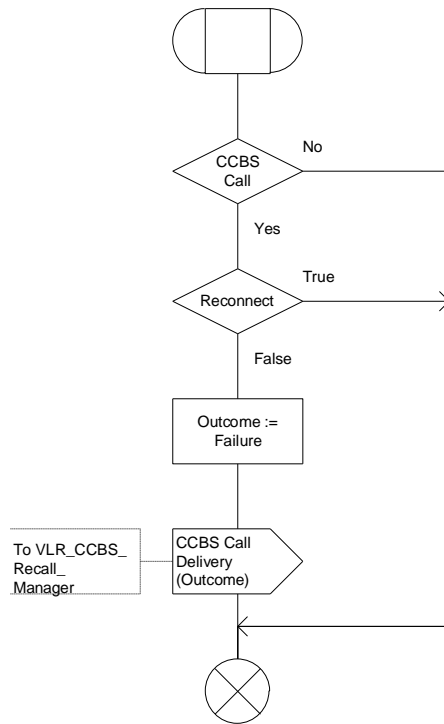 No
CCBS
Call
Yes
True
Reconnect
False
Outcome :=
Failure
To VLR_CCBS_
Recall_
Manager
CCBS Call
Delivery
(Outcome)